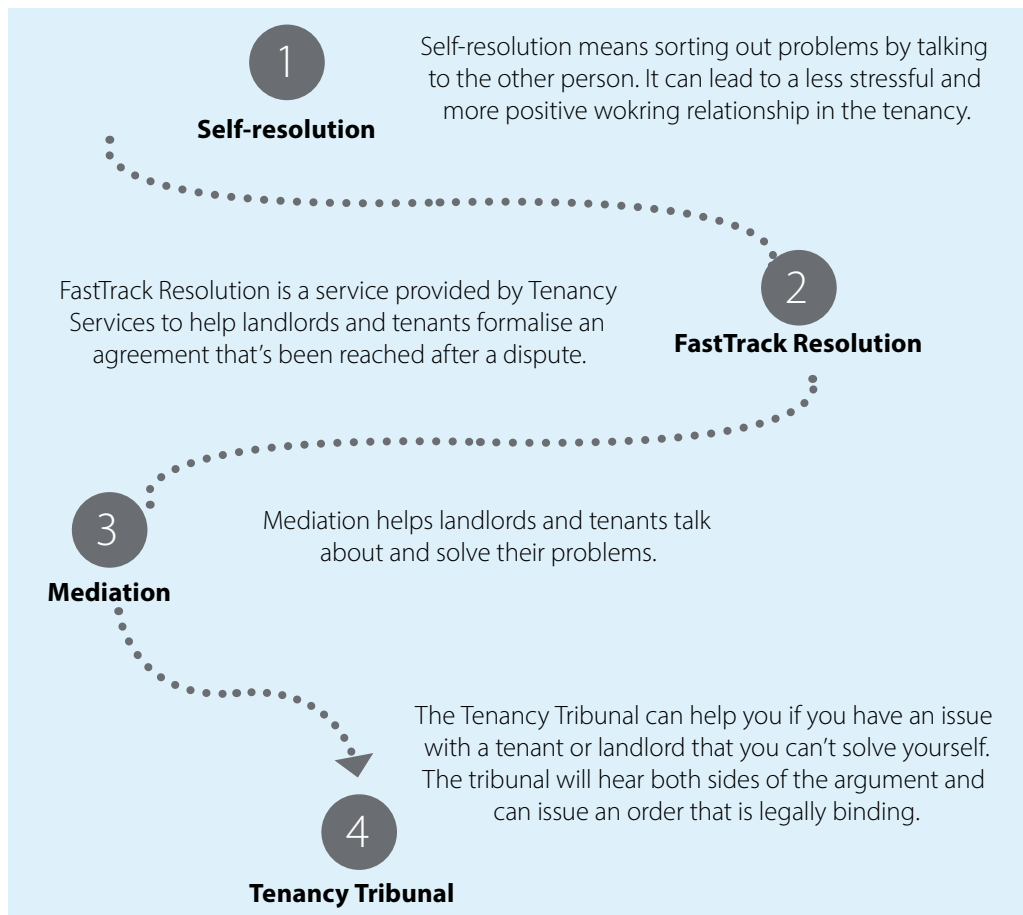 1
Self-resolution
Self-resolution means sorting out problems by talking
to the other person. It can lead to a less stressful and
more positive wokring relationship in the tenancy.
2
FastTrack Resolution
FastTrack Resolution is a service provided by Tenancy
Services to help landlords and tenants formalise an
agreement that's been reached after a dispute.
3
Mediation
Mediation helps landlords and tenants talk
about and solve their problems.
4
Tenancy Tribunal
The Tenancy Tribunal can help you if you have an issue
with a tenant or landlord that you can't solve yourself.
The tribunal will hear both sides of the argument and
can issue an order that is legally binding.